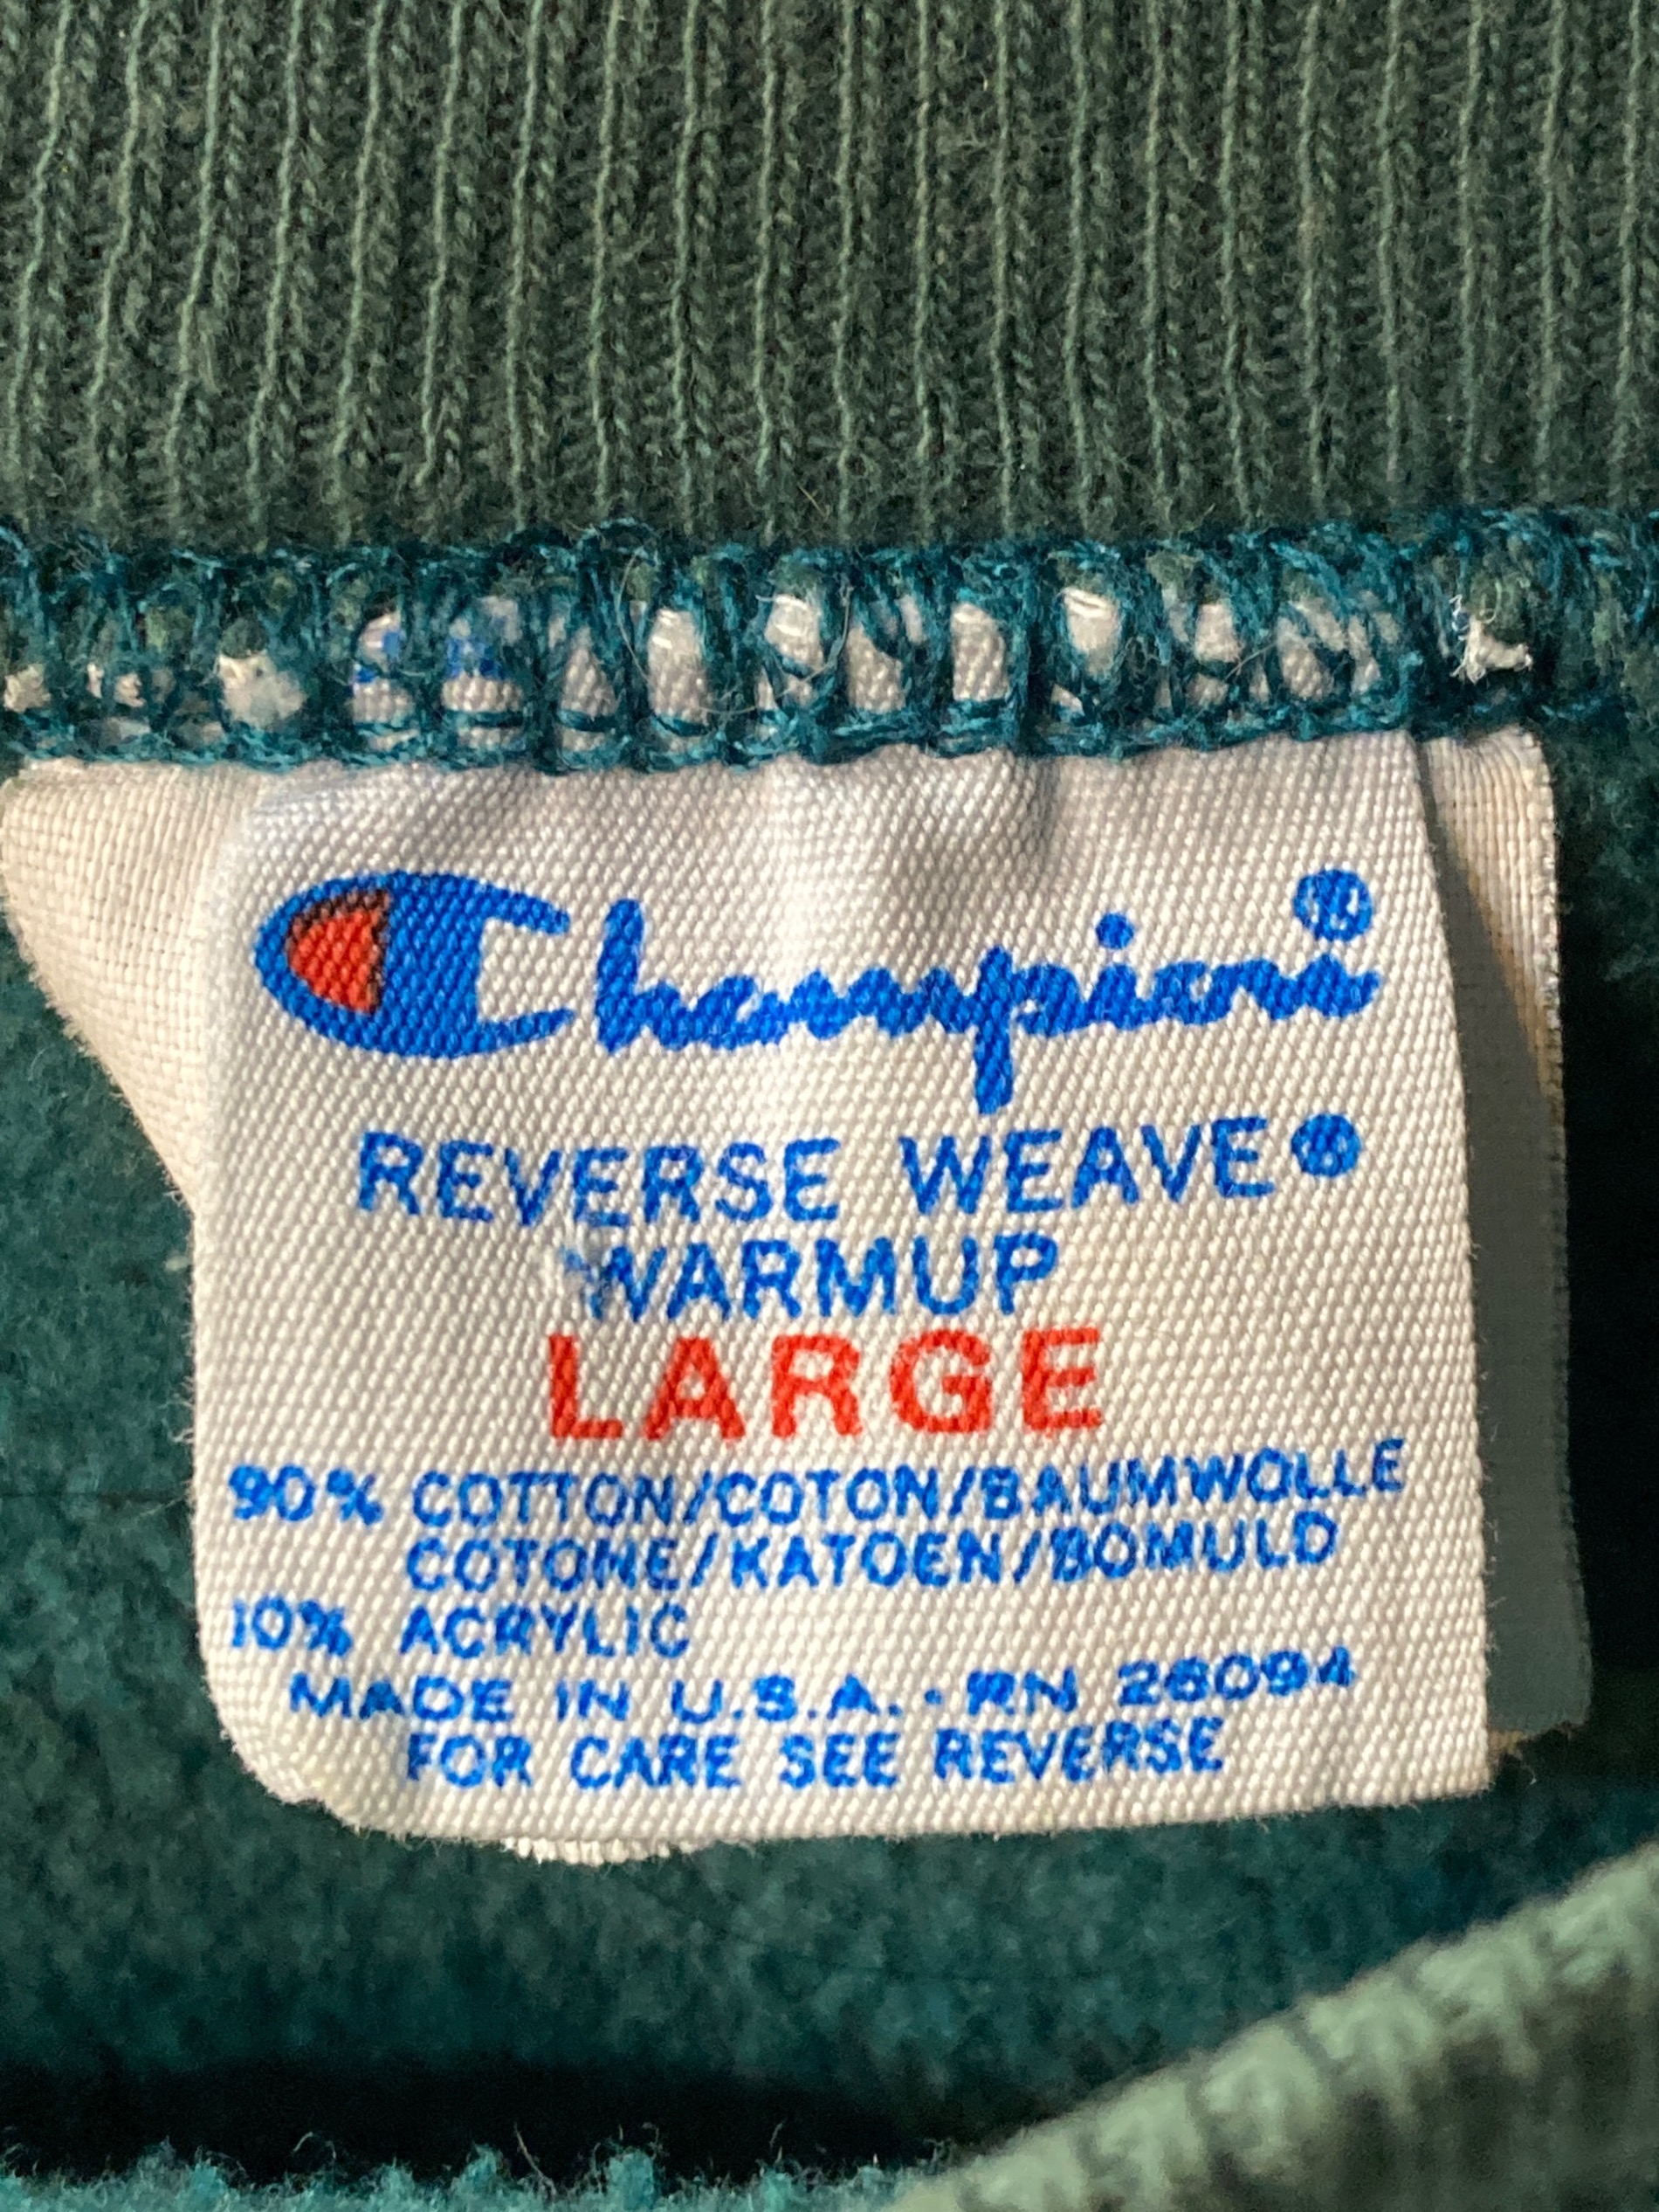 Champion®
REVERSE WEAVE®
WARMUP
LARGE
90% COTTON/COTON/BAUMWOLLE
COTONE/KATOEN/BOMULD
10% ACRYLIC
MADE IN U.S.A. · RN 26094
FOR CARE SEE REVERSE